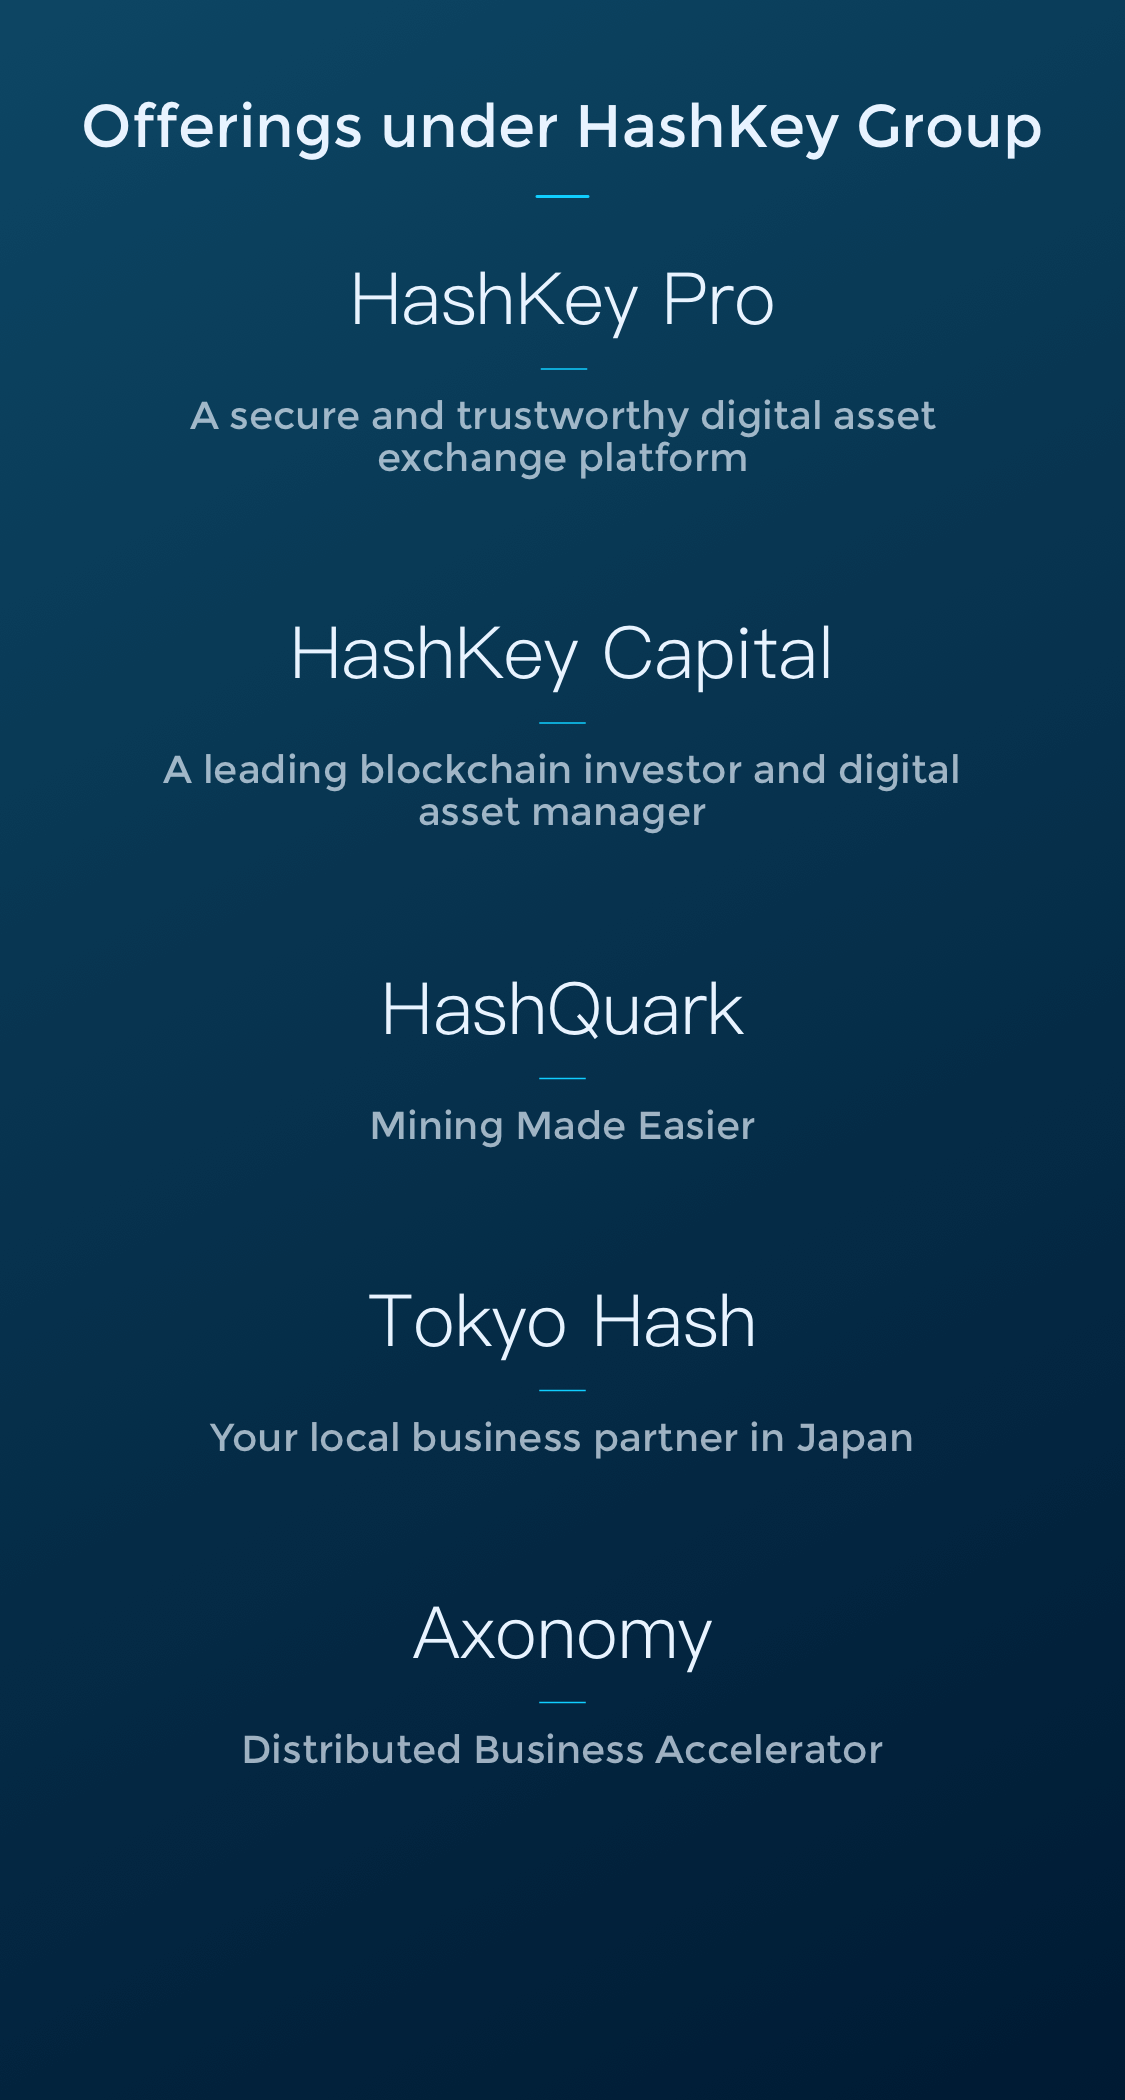 Offerings under HashKey Group
HashKey Pro
A secure and trustworthy digital asset
exchange platform
HashKey Capital
A leading blockchain investor and digital
asset manager
HashQuark
Mining Made Easier
Tokyo Hash
Your local business partner in Japan
Axonomy
Distributed Business Accelerator